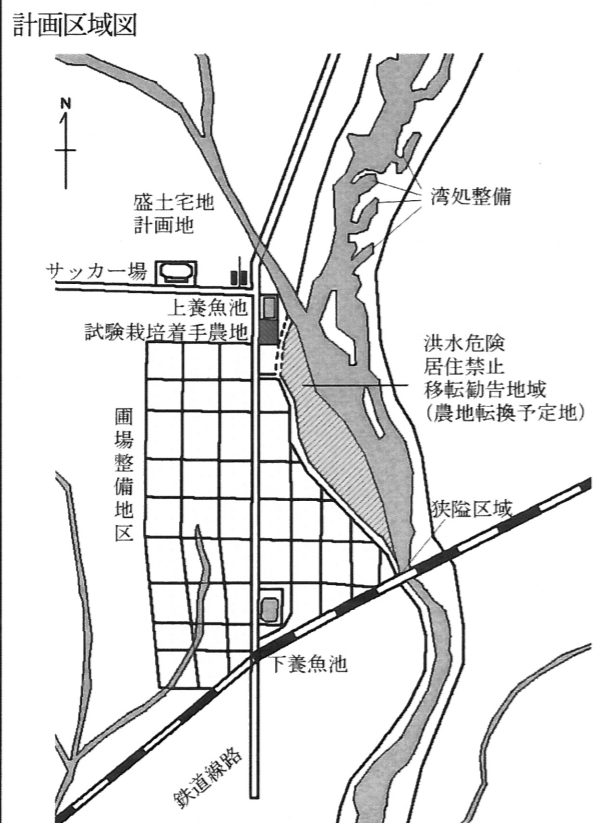 計画区域図
N
盛土宅地
計画地
湾処整備
サッカー場
上養魚池
試験栽培着手農地
洪水危険
居住禁止
移転勧告地域
(農地転換予定地)
圃場整備地区
狭隘区域
下養魚池
鉄道線路